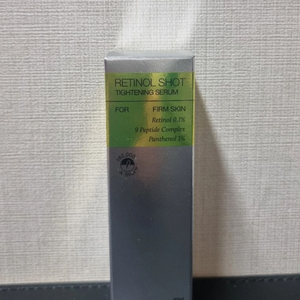 RETINOL SHOT
TIGHTENING SERUM
FOR FIRM SKIN
Retinol 0.1%
9 Peptide Complex
Panthenol 5%